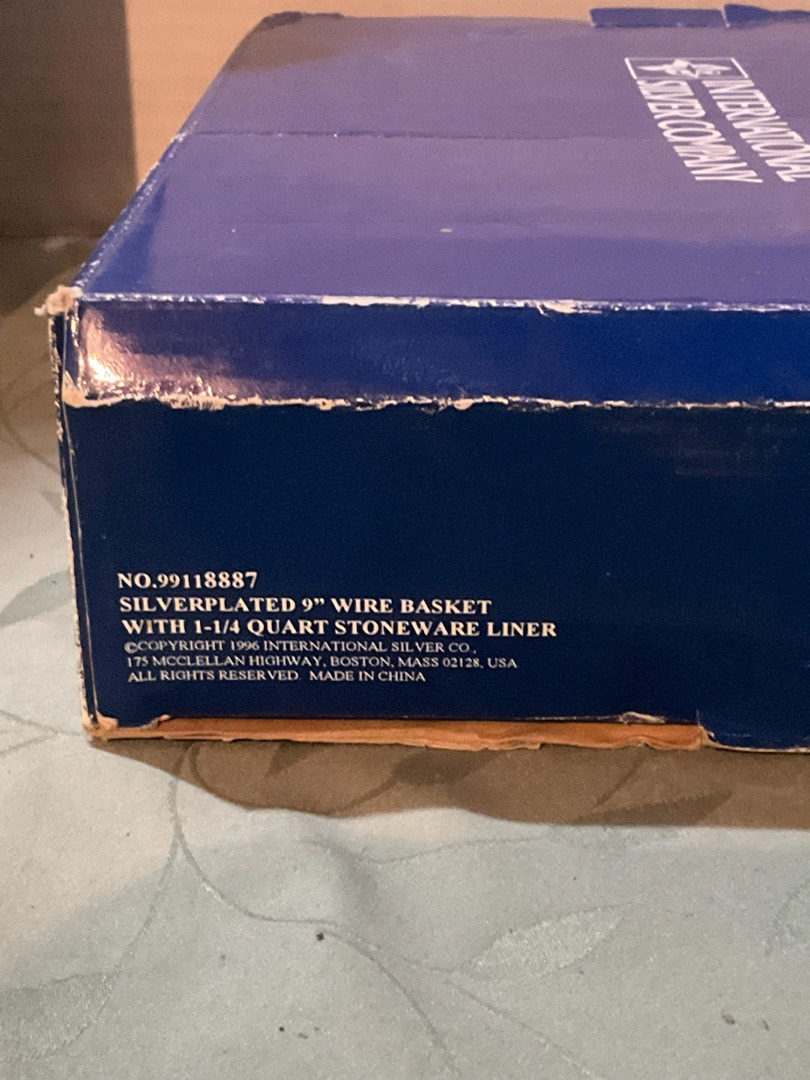 INTERNATIONAL
SILVER COMPANY
NO.99118887
SILVERPLATED 9” WIRE BASKET
WITH 1-1/4 QUART STONEWARE LINER
©COPYRIGHT 1996 INTERNATIONAL SILVER CO.,
175 MCCLELLAN HIGHWAY, BOSTON, MASS 02128, USA
ALL RIGHTS RESERVED. MADE IN CHINA